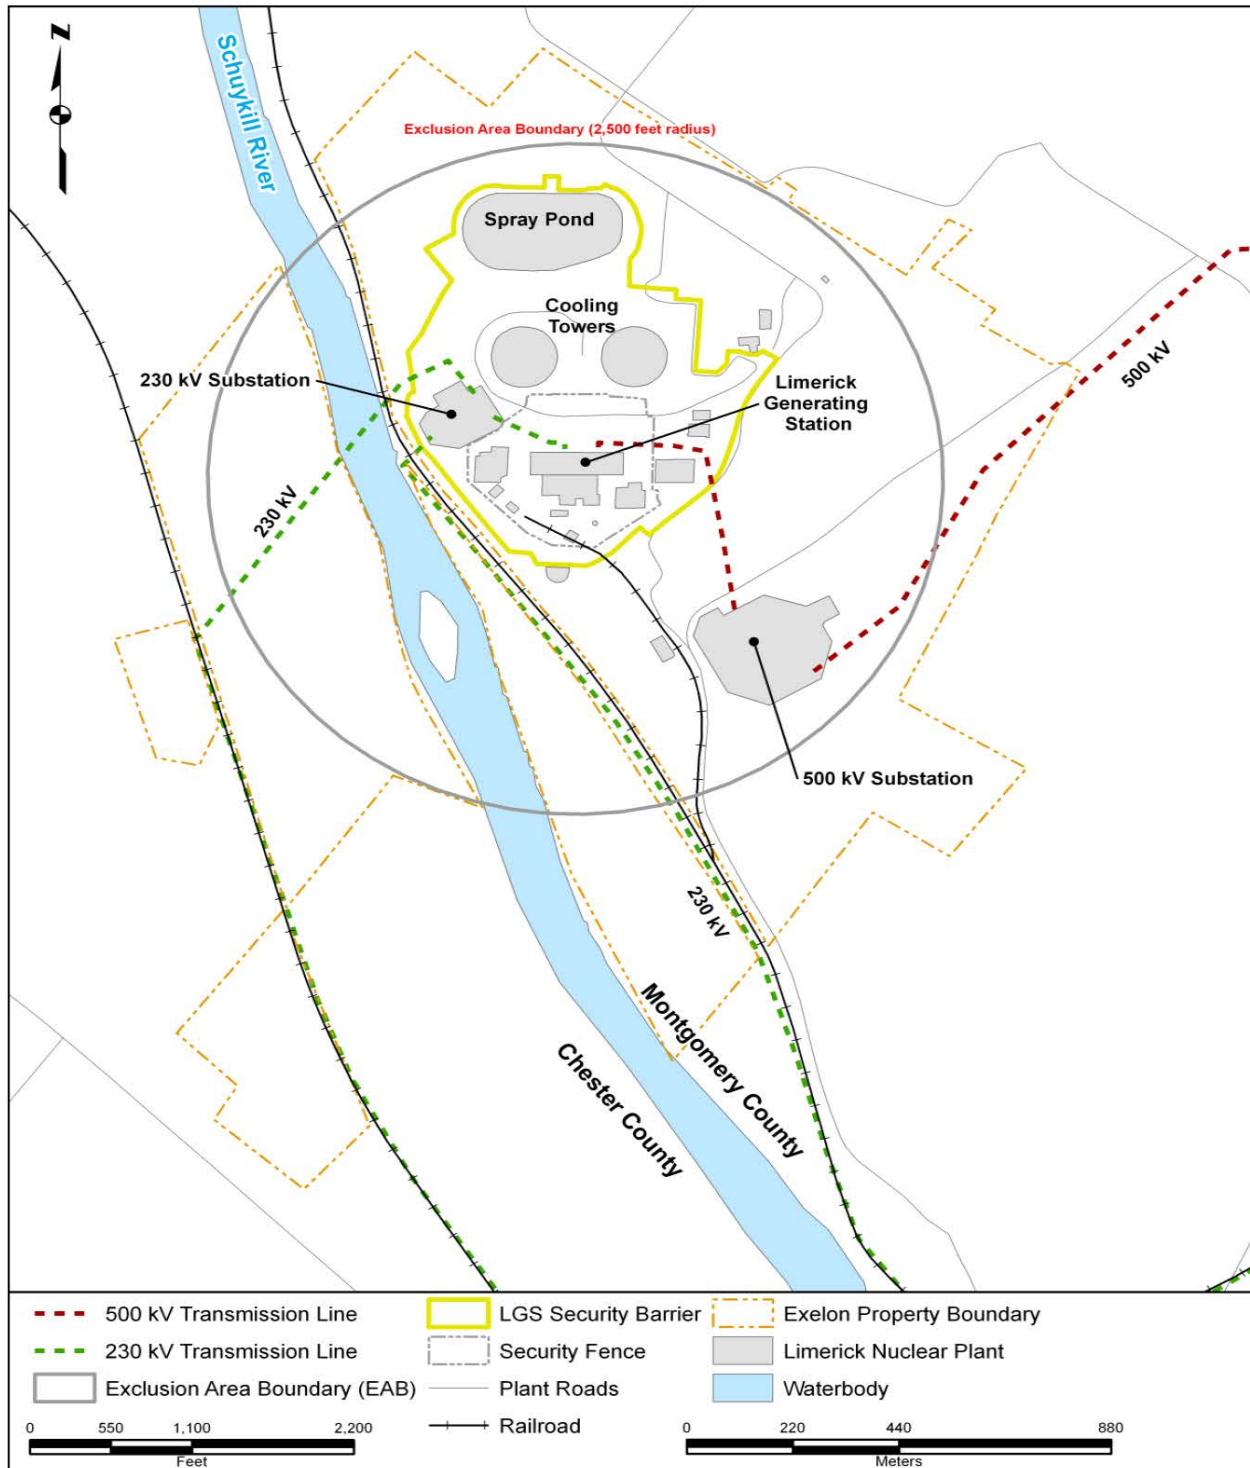 N
Schuykill River
Exclusion Area Boundary (2,500 feet radius)
Spray Pond
Cooling
Towers
230 kV Substation
Limerick
Generating
Station
500 kV
230 kV
500 kV Substation
230 kV
Montgomery County
Chester County
500 kV Transmission Line
LGS Security Barrier
Exelon Property Boundary
230 kV Transmission Line
Security Fence
Limerick Nuclear Plant
Exclusion Area Boundary (EAB)
Plant Roads
Waterbody
Railroad
0 550 1,100 2,200
Feet
0 220 440 880
Meters